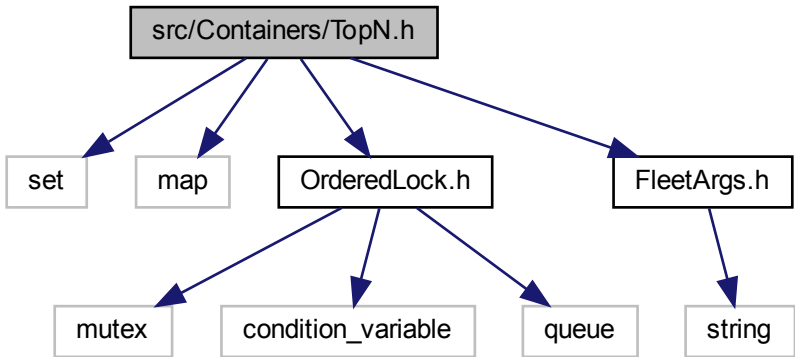 src/Containers/TopN.h
set
map
OrderedLock.h
FleetArgs.h
mutex
condition_variable
queue
string